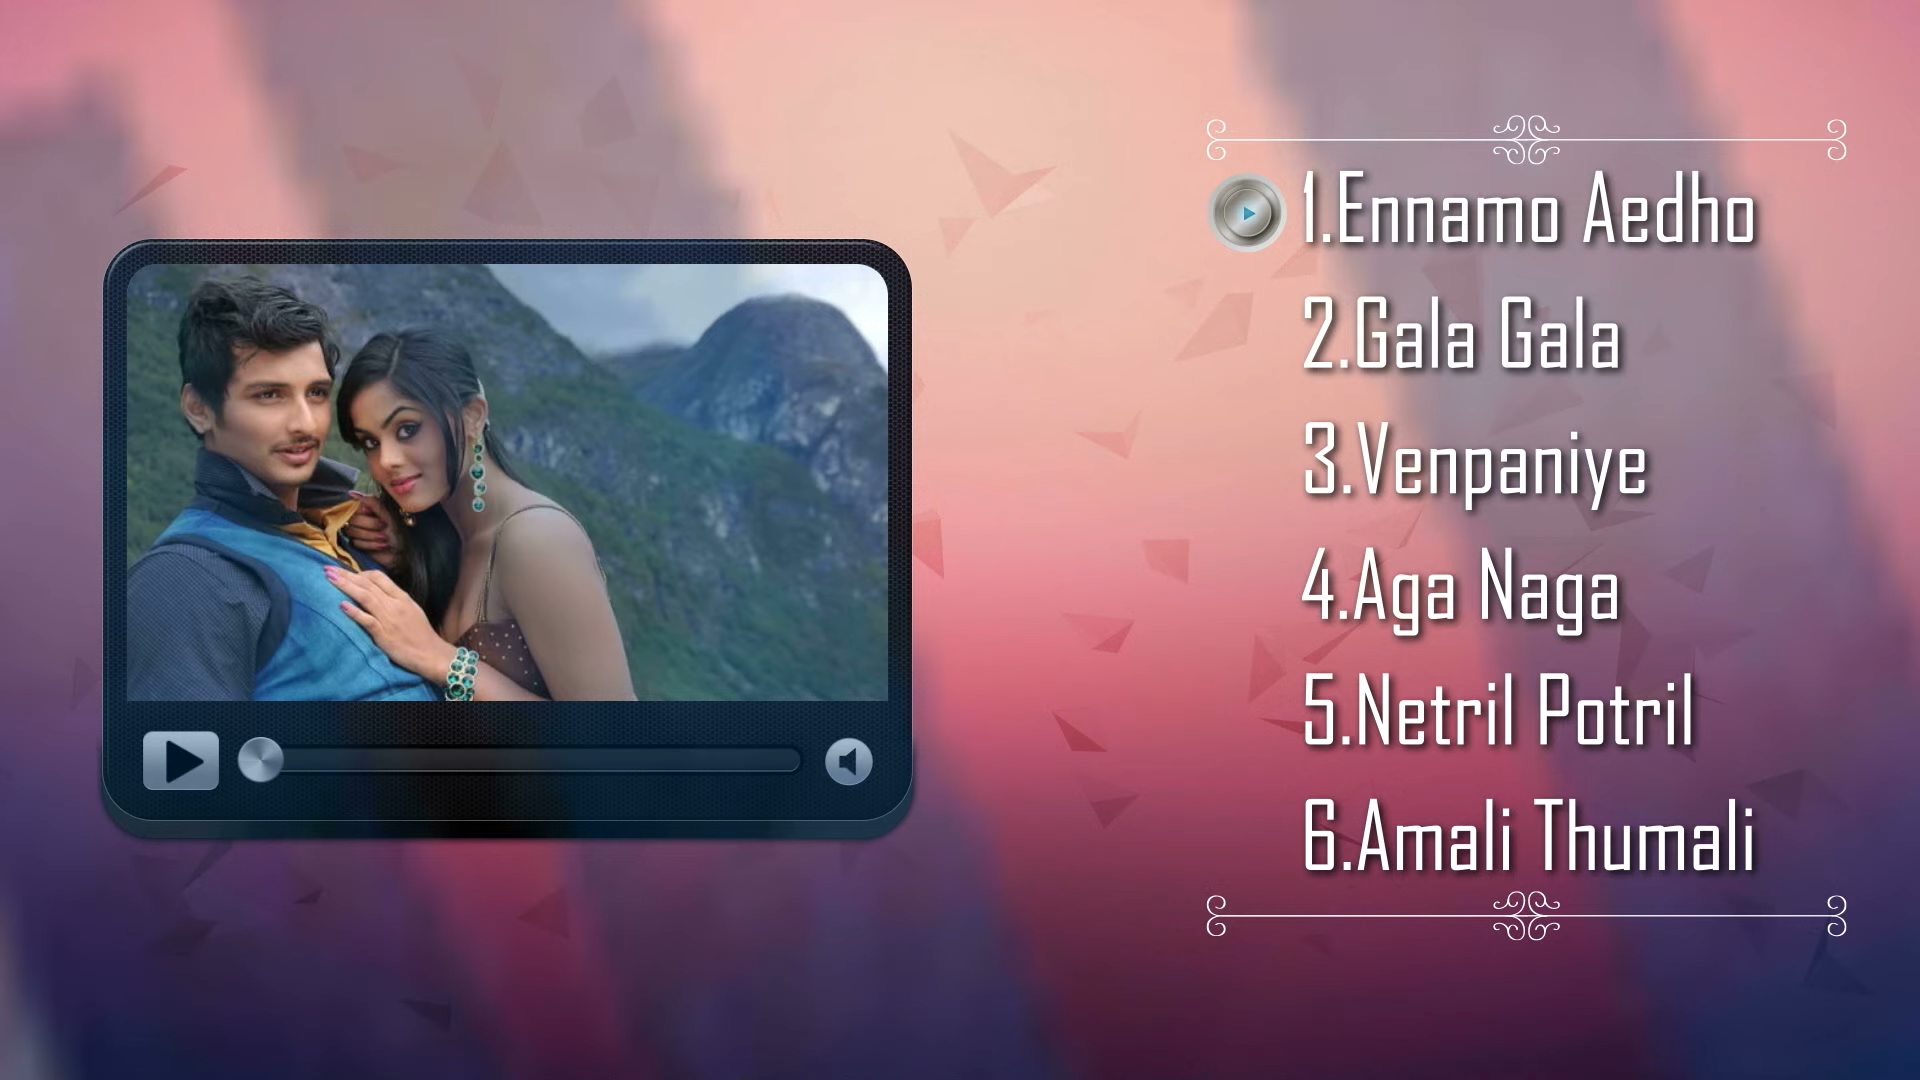 1.Ennamo Aedho
2.Gala Gala
3.Venpaniye
4.Aga Naga
5.Netril Potril
6.Amali Thumali